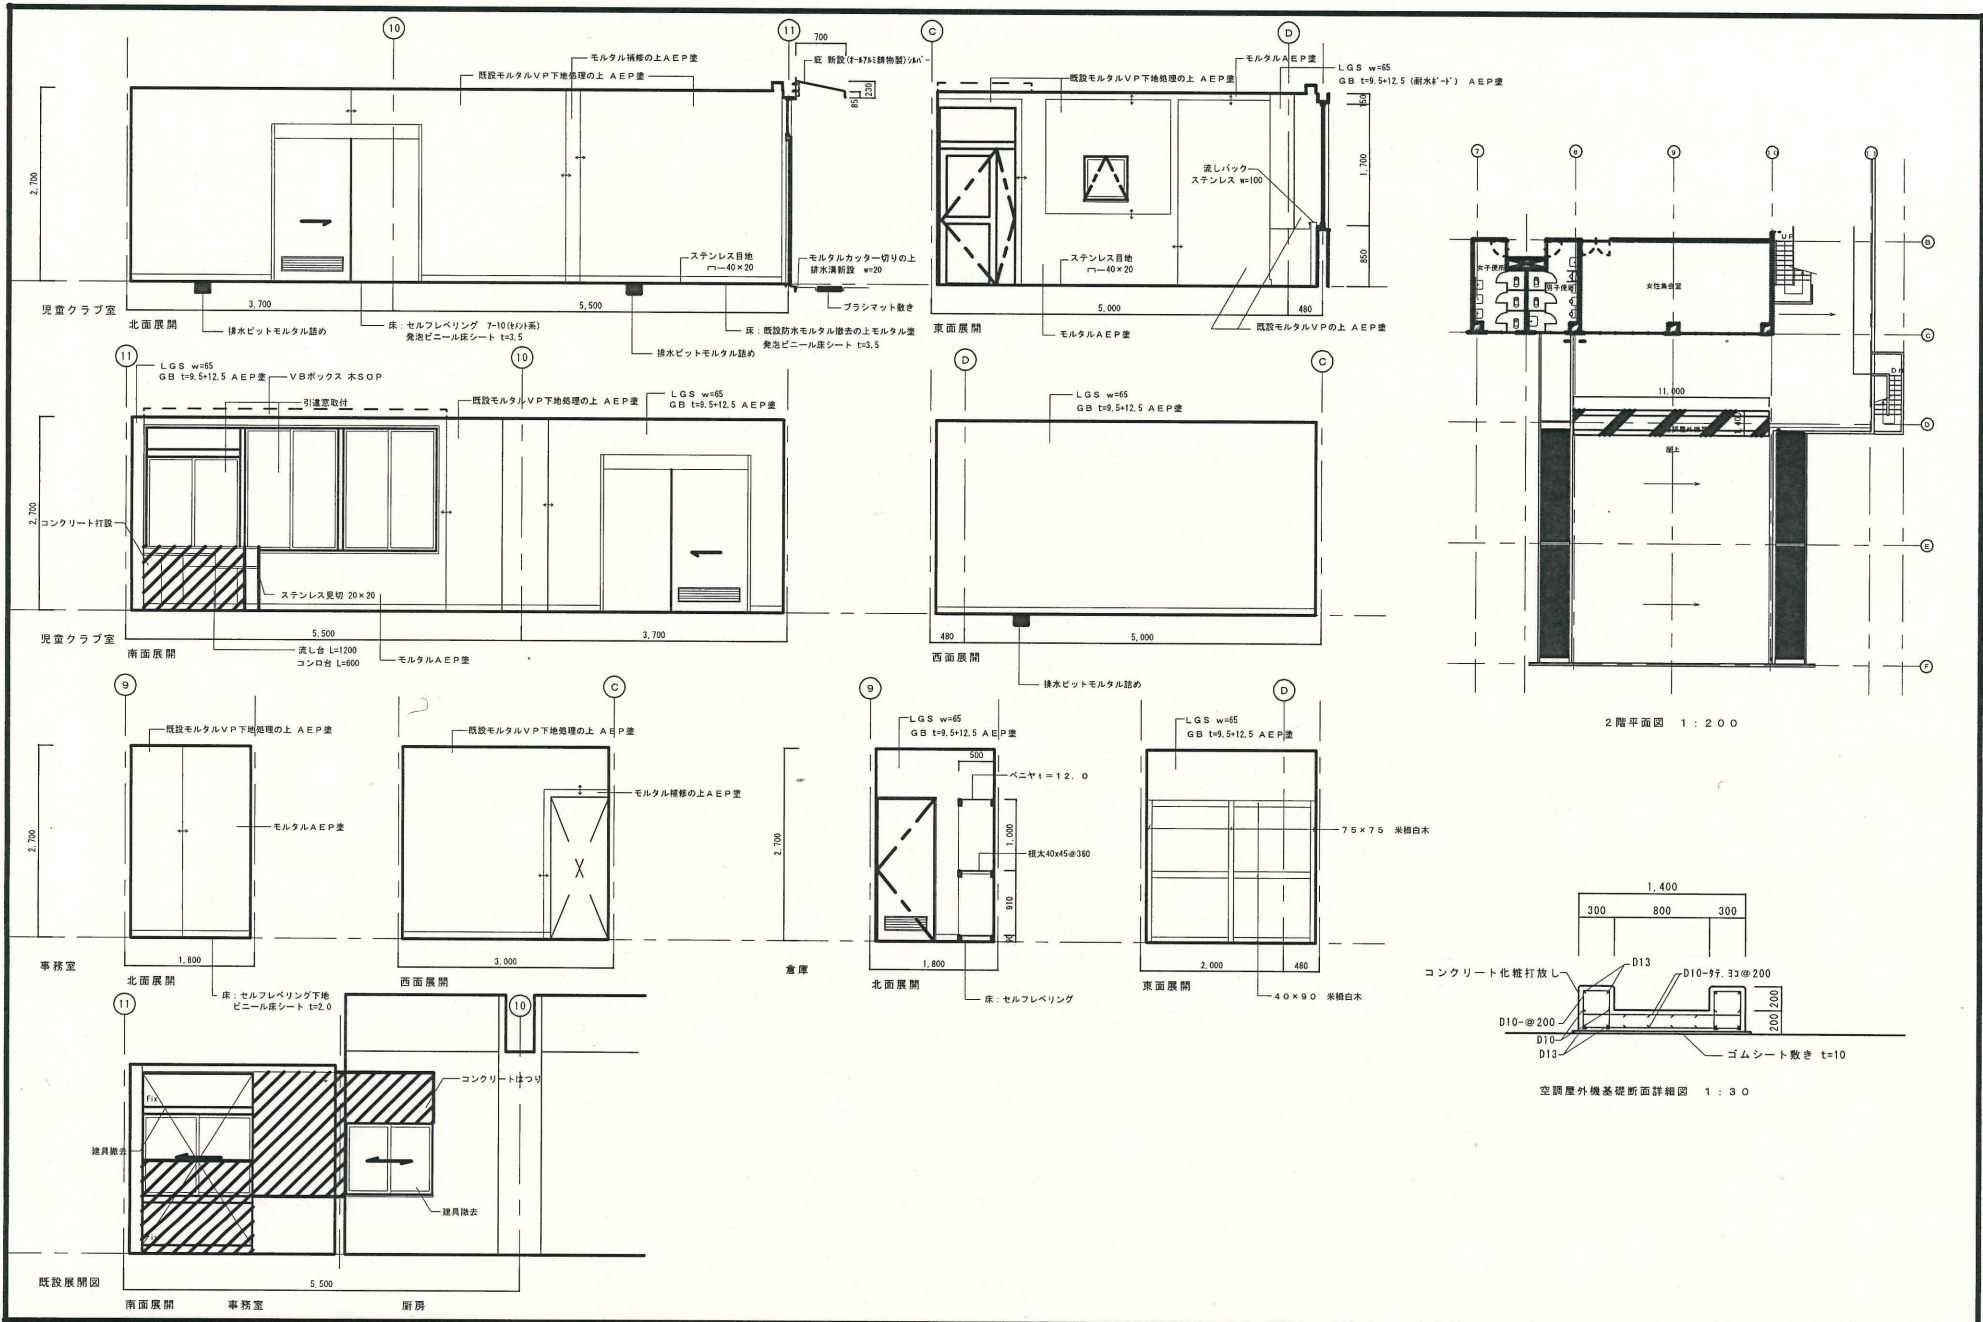 10
11
700
モルタル補修の上AEP塗
既設モルタルVP下地処理の上 AEP塗
庇 新設(オールアルミ鋳物製)シルバー
230
85
2,700
ステンレス目地
40×20
モルタルカッター切りの上
排水溝新設 w=20
ブラシマット敷き
3,700
5,500
児童クラブ室
北面展開
排水ピットモルタル詰め
床:セルフレベリング 7-10(セメント系)
発泡ビニール床シート t=3.5
排水ピットモルタル詰め
床:既設防水モルタル撤去の上モルタル塗
発泡ビニール床シート t=3.5
C
D
モルタルAEP塗
LGS w=65
GB t=9.5+12.5 (耐水ボード) AEP塗
既設モルタルVP下地処理の上 AEP塗
150
1,700
850
流しバック
ステンレス w=100
ステンレス目地
40×20
5,000
480
東面展開
モルタルAEP塗
既設モルタルVPの上 AEP塗
11
10
LGS w=65
GB t=9.5+12.5 AEP塗
VBボックス 木SOP
引違窓取付
既設モルタルVP下地処理の上 AEP塗
LGS w=65
GB t=9.5+12.5 AEP塗
2,700
コンクリート打設
ステンレス見切 20×20
5,500
3,700
児童クラブ室
南面展開
流し台 L=1200
コンロ台 L=600
モルタルAEP塗
D
C
LGS w=65
GB t=9.5+12.5 AEP塗
480
5,000
西面展開
排水ピットモルタル詰め
7
8
9
10
11
B
C
D
E
F
UP
DN
女子便所
男子便所
女性集会室
11,000
1,400
屋上
2階平面図 1:200
9
既設モルタルVP下地処理の上 AEP塗
モルタルAEP塗
2,700
1,800
事務室
北面展開
床:セルフレベリング下地
ビニール床シート t=2.0
C
既設モルタルVP下地処理の上 AEP塗
モルタル補修の上AEP塗
3,000
西面展開
9
LGS w=65
GB t=9.5+12.5 AEP塗
500
ベニヤt=12.0
1,000
根太40x45@360
910
2,700
1,800
倉庫
北面展開
床:セルフレベリング
D
LGS w=65
GB t=9.5+12.5 AEP塗
75×75 米栂白木
2,000
480
東面展開
40×90 米栂白木
1,400
300
800
300
コンクリート化粧打放し
D13
D10-タテ,ヨコ@200
D10-@200
D10
D13
200
200
ゴムシート敷き t=10
空調屋外機基礎断面詳細図 1:30
11
10
Fix
コンクリートはつり
建具撤去
Fix
建具撤去
5,500
既設展開図
南面展開
事務室
厨房